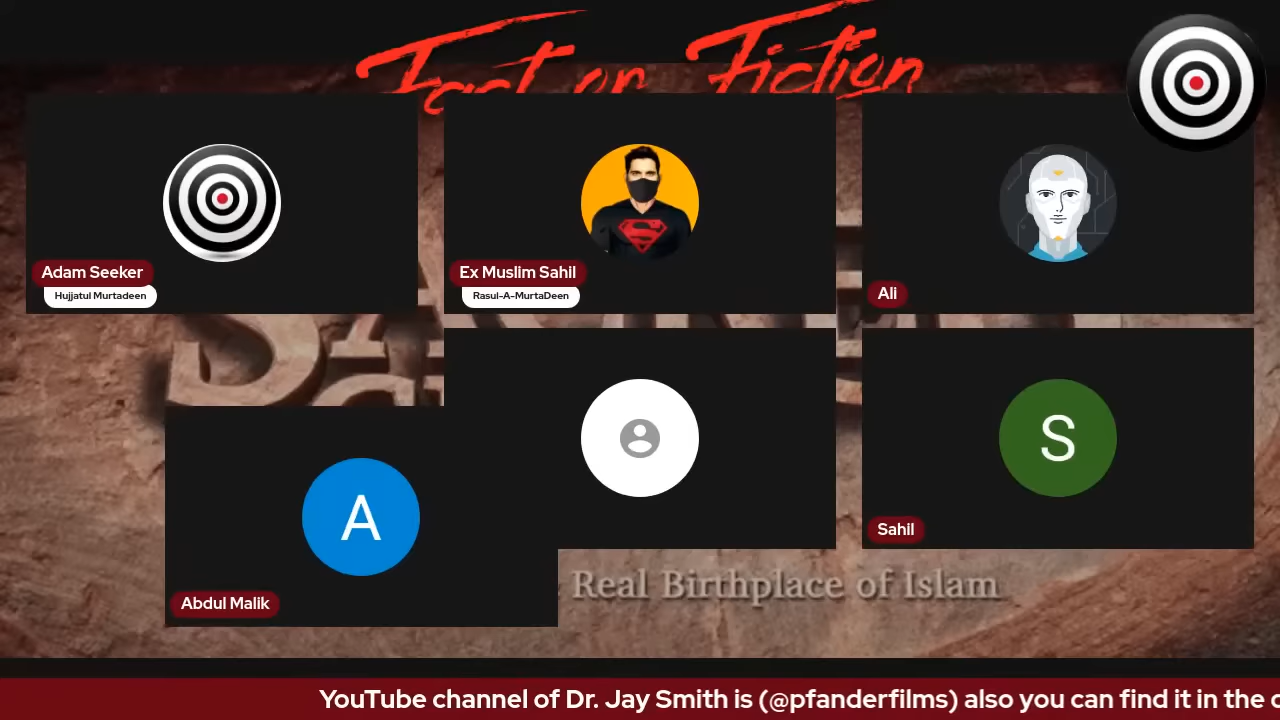 Fact or Fiction
Adam Seeker
Hujjatul Murtadeen
Ex Muslim Sahil
Rasul-A-MurtaDeen
Ali
S
Sahil
A
Abdul Malik
Real Birthplace of Islam
YouTube channel of Dr. Jay Smith is (@pfanderfilms) also you can find it in the